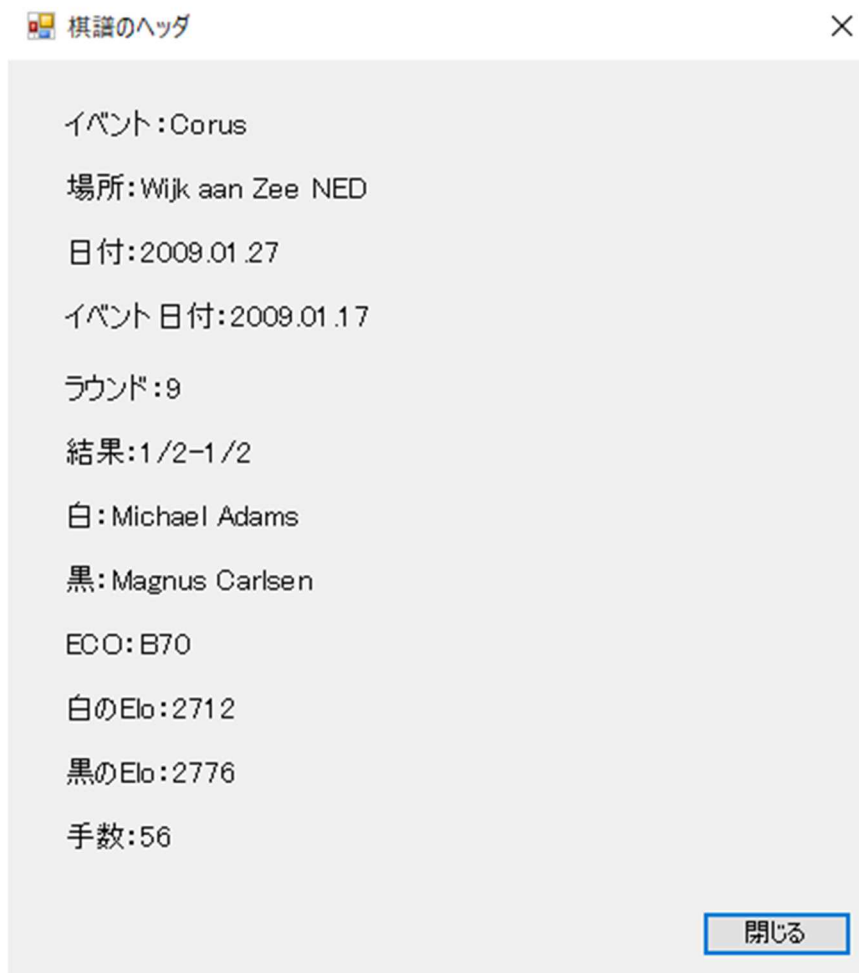 棋譜のヘッダ
イベント:Corus
場所:Wijk aan Zee NED
日付:2009.01.27
イベント日付:2009.01.17
ラウンド:9
結果:1/2-1/2
白:Michael Adams
黒:Magnus Carlsen
ECO:B70
白のElo:2712
黒のElo:2776
手数:56
閉じる